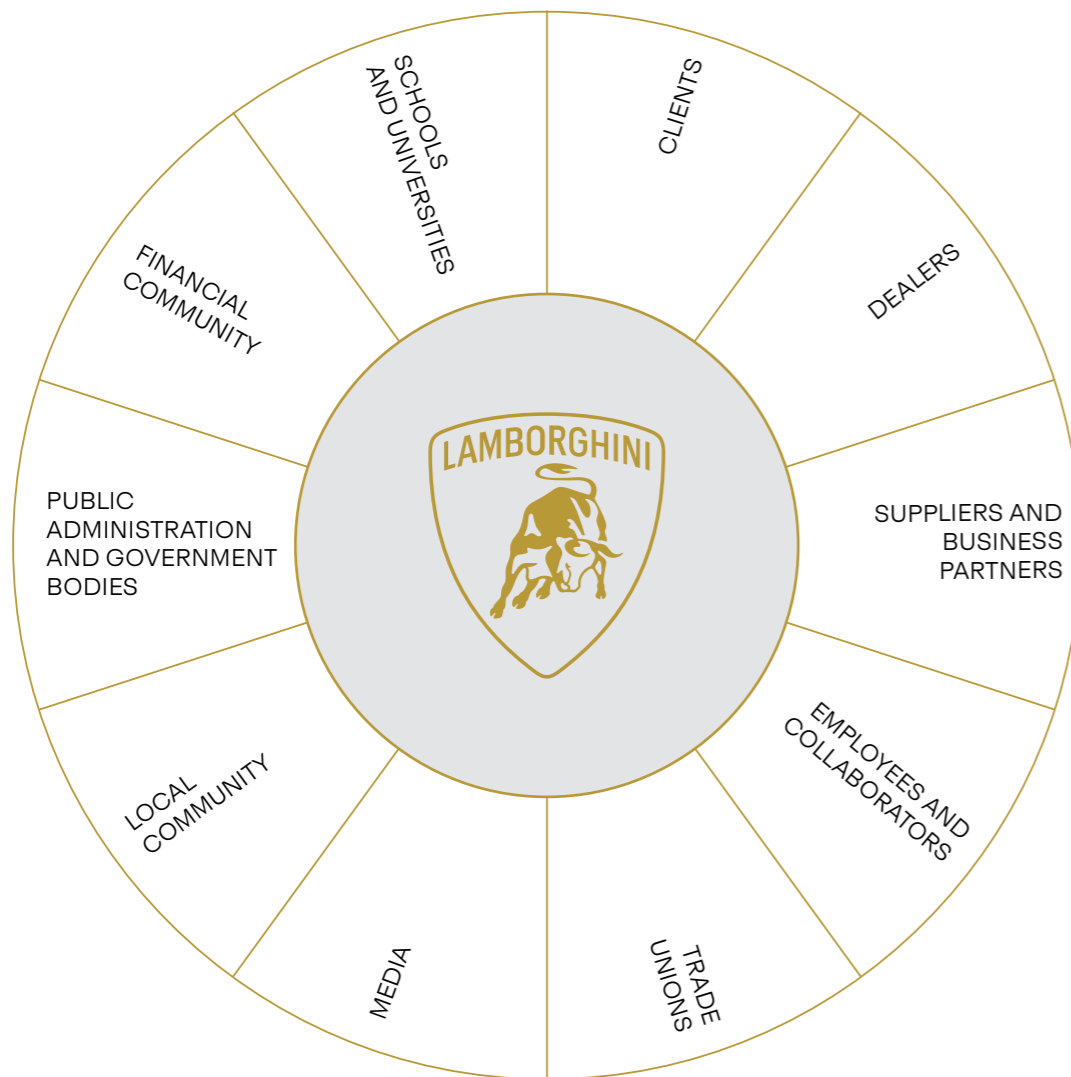 SCHOOLS
AND UNIVERSITIES
CLIENTS
DEALERS
SUPPLIERS AND
BUSINESS
PARTNERS
EMPLOYEES AND
COLLABORATORS
TRADE
UNIONS
MEDIA
LOCAL
COMMUNITY
PUBLIC
ADMINISTRATION
AND GOVERNMENT
BODIES
FINANCIAL
COMMUNITY
LAMBORGHINI